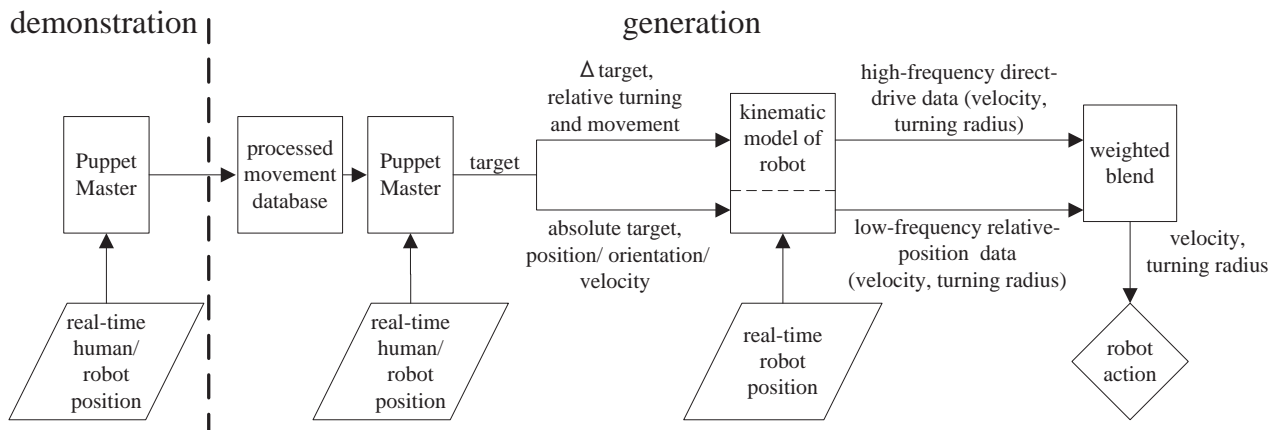 demonstration
generation
Puppet
Master
real-time
human/
robot
position
processed
movement
database
Puppet
Master
real-time
human/
robot
position
target
Δ target,
relative turning
and movement
absolute target,
position/ orientation/
velocity
kinematic
model of
robot
real-time
robot
position
high-frequency direct-
drive data (velocity,
turning radius)
low-frequency relative-
position data
(velocity, turning radius)
weighted
blend
velocity,
turning radius
robot
action